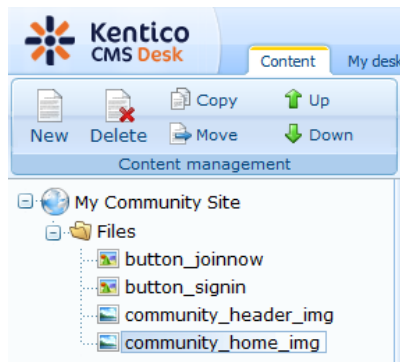 Kentico
CMS Desk
Content My desk
Copy Up
New Delete Move Down
Content management
My Community Site
Files
button_joinnow
button_signin
community_header_img
community_home_img